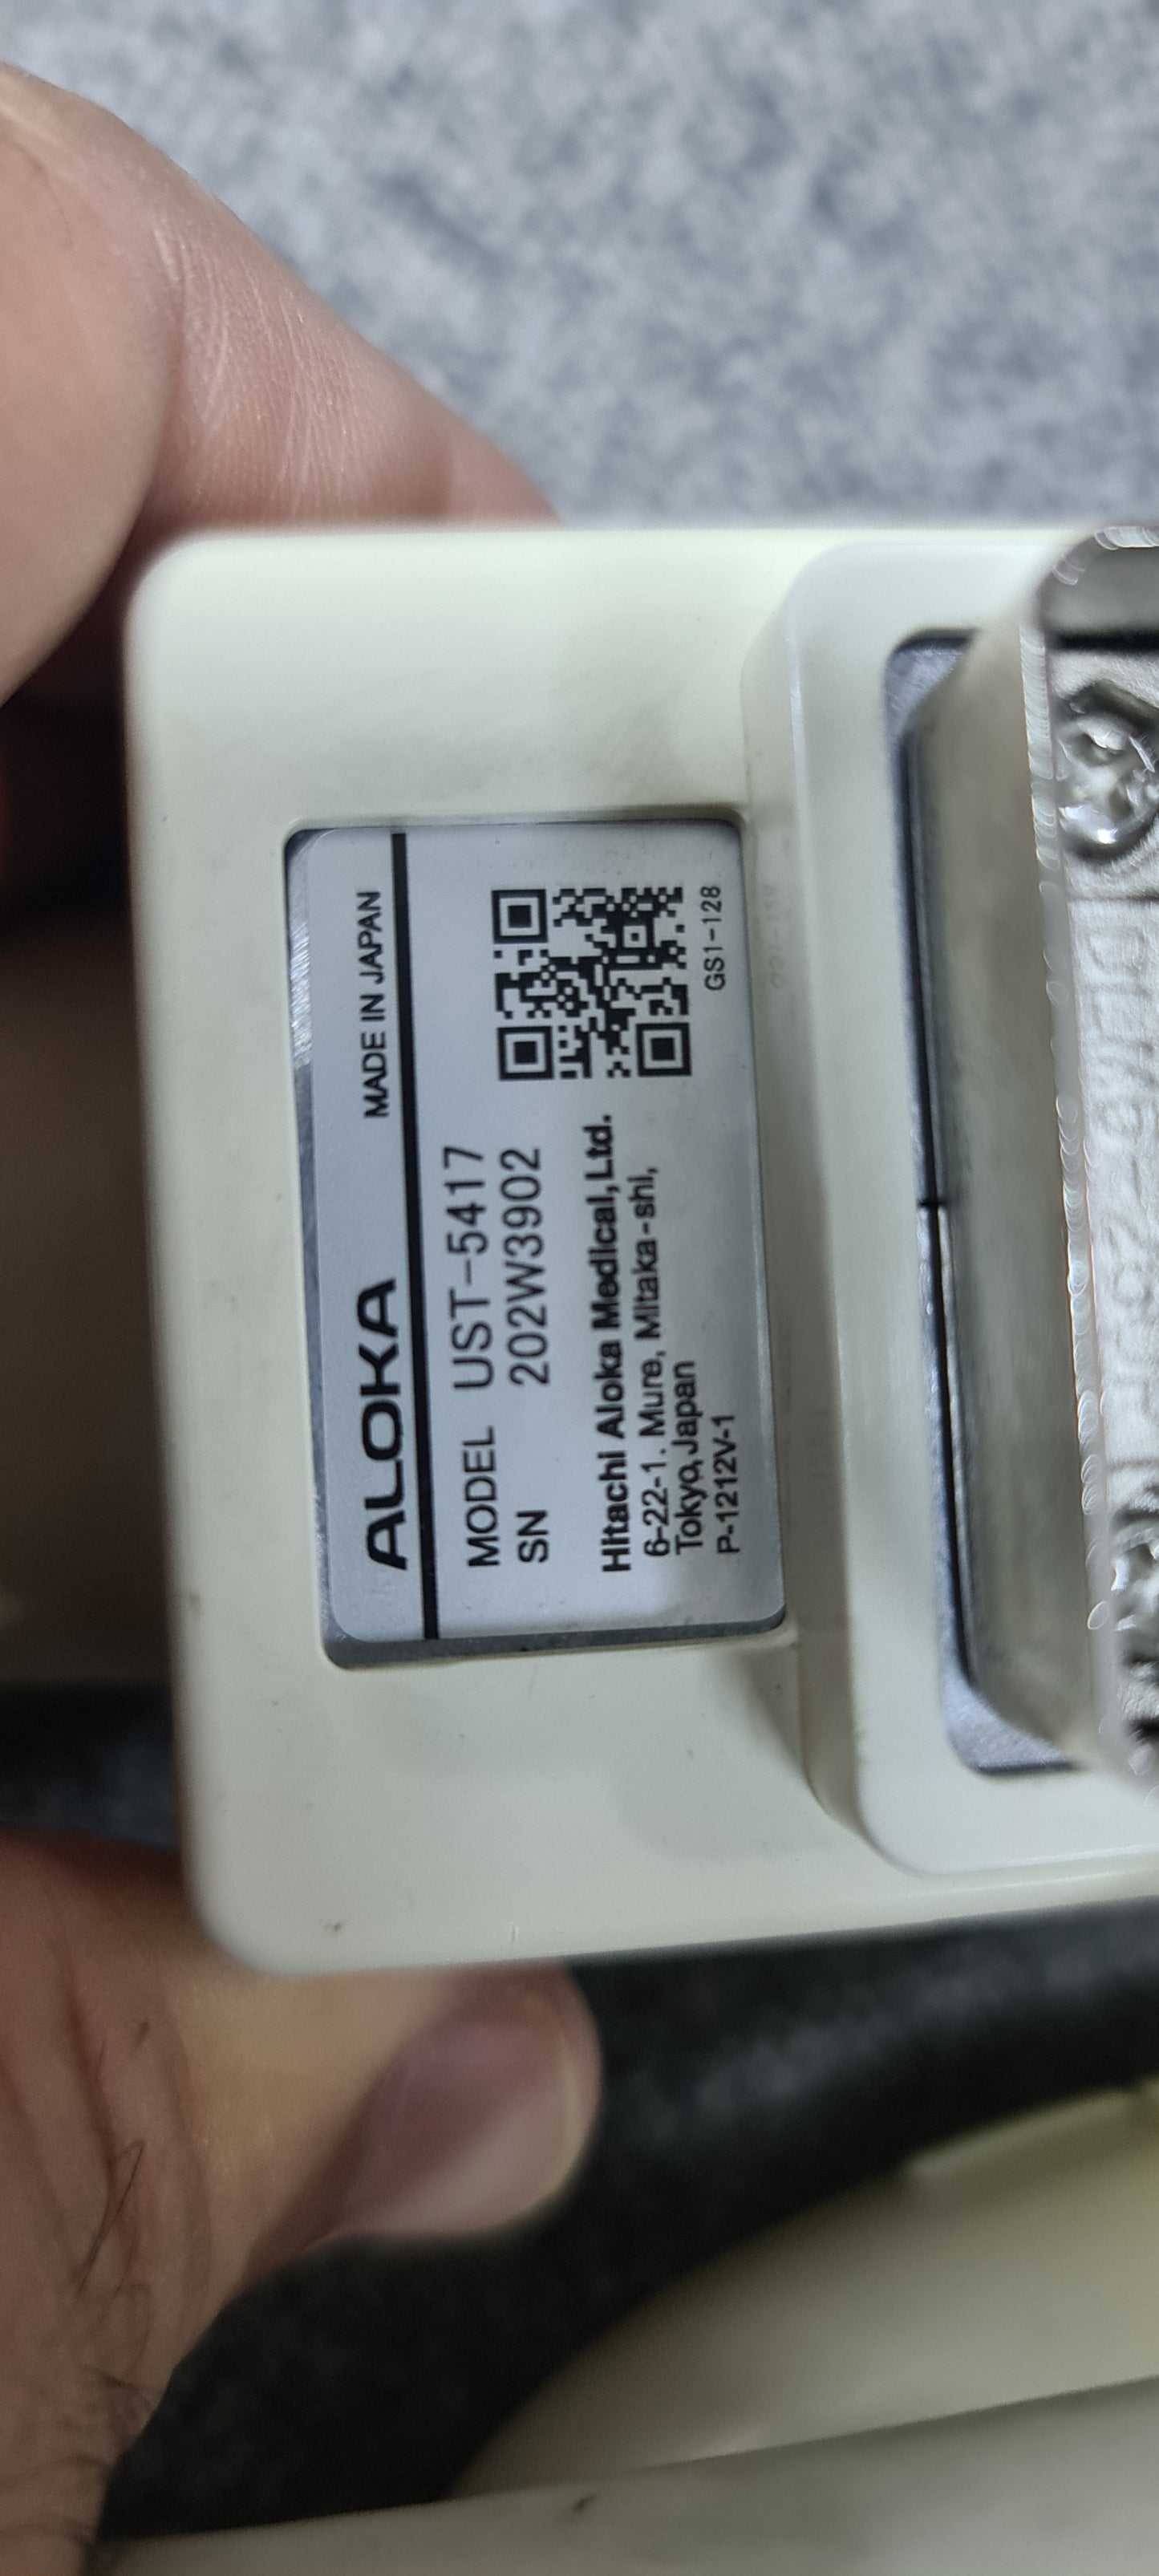 ALOKA MADE IN JAPAN
MODEL UST-5417
SN 202W3902
Hitachi Aloka Medical,Ltd.
6-22-1. Mure, Mitaka-shi,
Tokyo,Japan
P-1212V-1
GS1-128